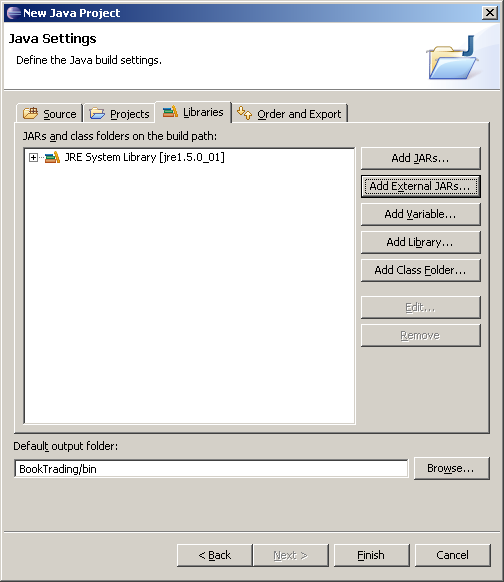 New Java Project
Java Settings
Define the Java build settings.
Source Projects Libraries Order and Export
JARs and class folders on the build path:
JRE System Library [jre1.5.0_01]
Add JARs...
Add External JARs...
Add Variable...
Add Library...
Add Class Folder...
Edit...
Remove
Default output folder:
BookTrading/bin
Browse...
< Back Next > Finish Cancel